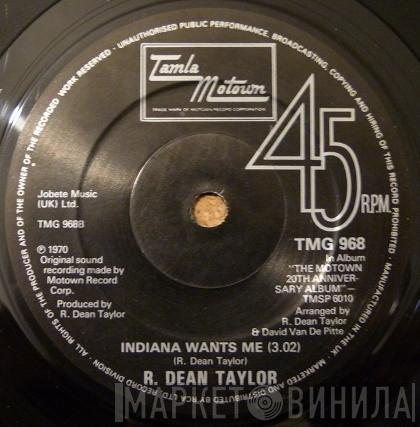 ALL RIGHTS OF THE PRODUCER AND OF THE OWNER OF THE RECORDED WORK RESERVED - UNAUTHORISED PUBLIC PERFORMANCE, BROADCASTING, COPYING AND HIRING OF THIS RECORD PROHIBITED - MANUFACTURED IN THE UK
MARKETED AND DISTRIBUTED BY RCA
RECORD DIVISION -
Tamla
Motown
TRADE MARK OF MOTOWN RECORD CORPORATION
45
R.P.M.
Jobete Music
(UK) Ltd.
TMG 968B
℗ 1970
Original sound
recording made by
Motown Record
Corp.
Produced by
R. Dean Taylor
TMG 968
In Album
"THE MOTOWN
20TH ANNIVER-
SARY ALBUM"—
TMSP 6010
Arranged by
R. Dean Taylor
& David Van De Pitte
INDIANA WANTS ME (3.02)
(R. Dean Taylor)
R. DEAN TAYLOR
МАРКЕТ ВИНИЛА